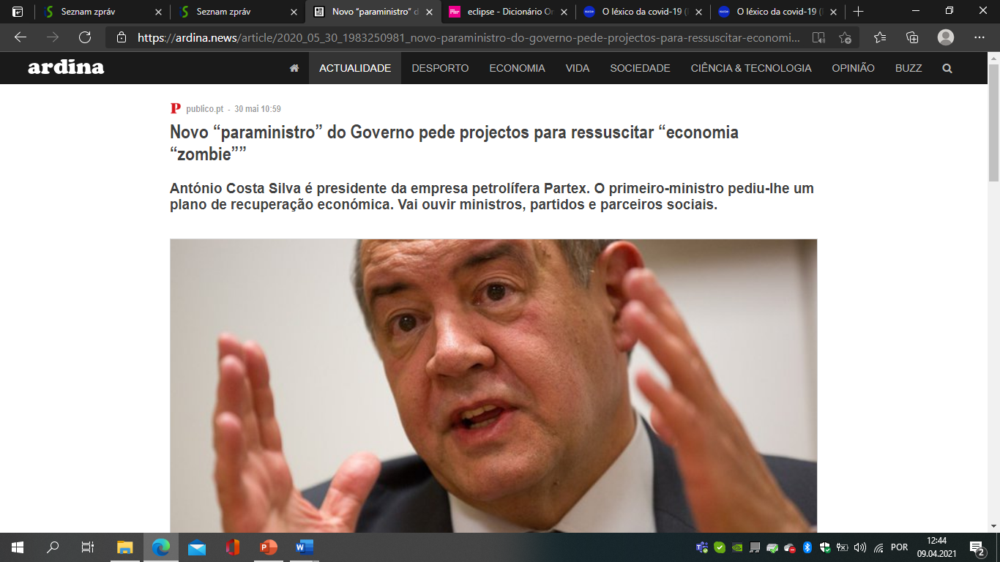 Seznam zpráv
Seznam zpráv
Novo “paraministro” d
eclipse - Dicionário On
O léxico da covid-19 (
O léxico da covid-19 (
https://ardina.news/article/2020_05_30_1983250981_novo-paraministro-do-governo-pede-projectos-para-ressuscitar-economi...
ardina
ACTUALIDADE DESPORTO ECONOMIA VIDA SOCIEDADE CIÊNCIA & TECNOLOGIA OPINIÃO BUZZ
P publico.pt - 30 mai 10:59
Novo “paraministro” do Governo pede projectos para ressuscitar “economia
“zombie””
António Costa Silva é presidente da empresa petrolífera Partex. O primeiro-ministro pediu-lhe um
plano de recuperação económica. Vai ouvir ministros, partidos e parceiros sociais.
POR
12:44
09.04.2021
2